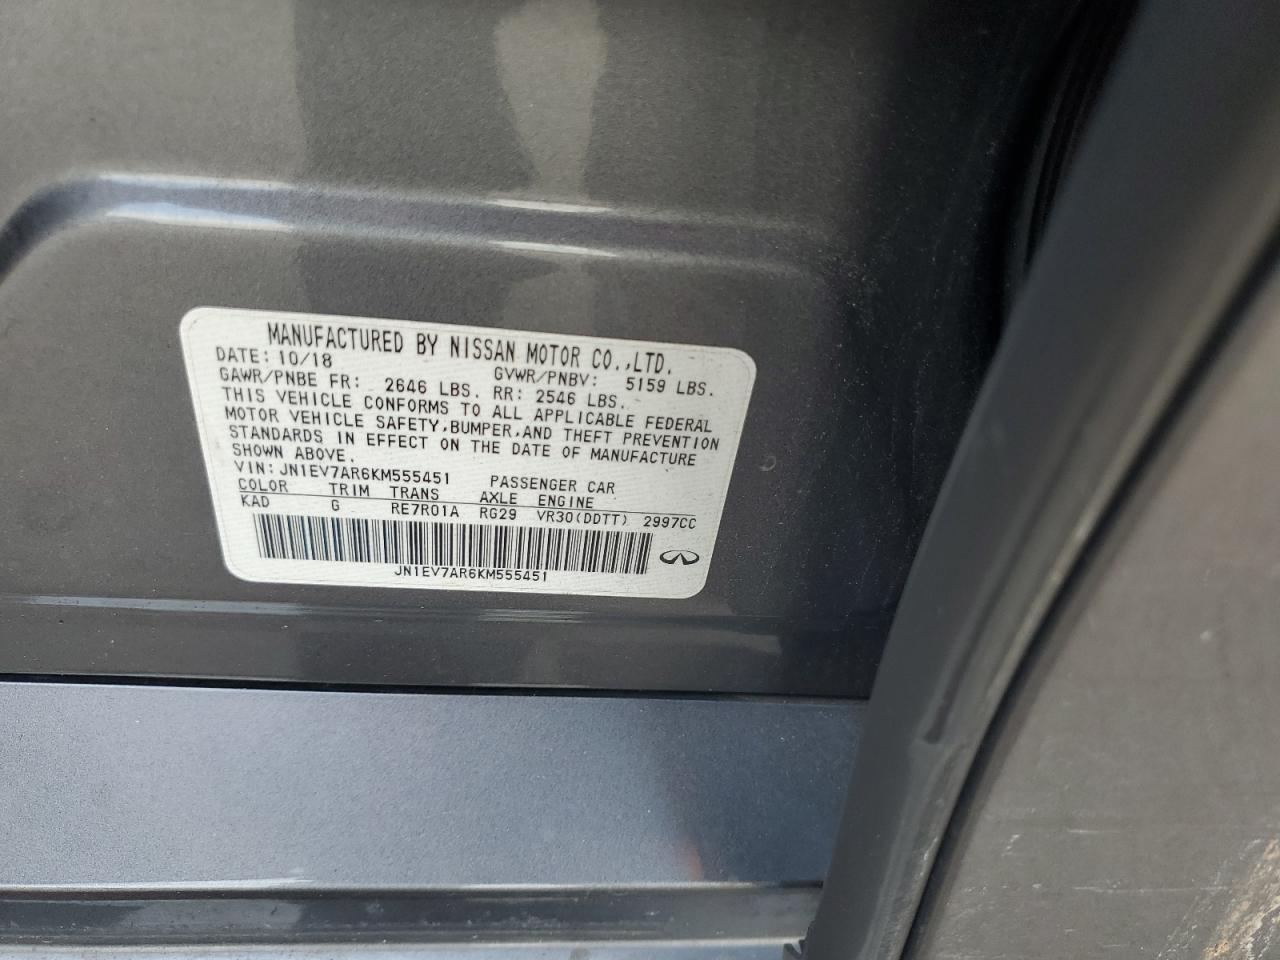 MANUFACTURED BY NISSAN MOTOR CO.,LTD.
DATE: 10/18 GVWR/PNBV: 5159 LBS.
GAWR/PNBE FR: 2646 LBS. RR: 2546 LBS.
THIS VEHICLE CONFORMS TO ALL APPLICABLE FEDERAL
MOTOR VEHICLE SAFETY,BUMPER,AND THEFT PREVENTION
STANDARDS IN EFFECT ON THE DATE OF MANUFACTURE
SHOWN ABOVE.
VIN: JN1EV7AR6KM555451 PASSENGER CAR
COLOR TRIM TRANS AXLE ENGINE
KAD G RE7R01A RG29 VR30(DDTT) 2997CC
JN1EV7AR6KM555451